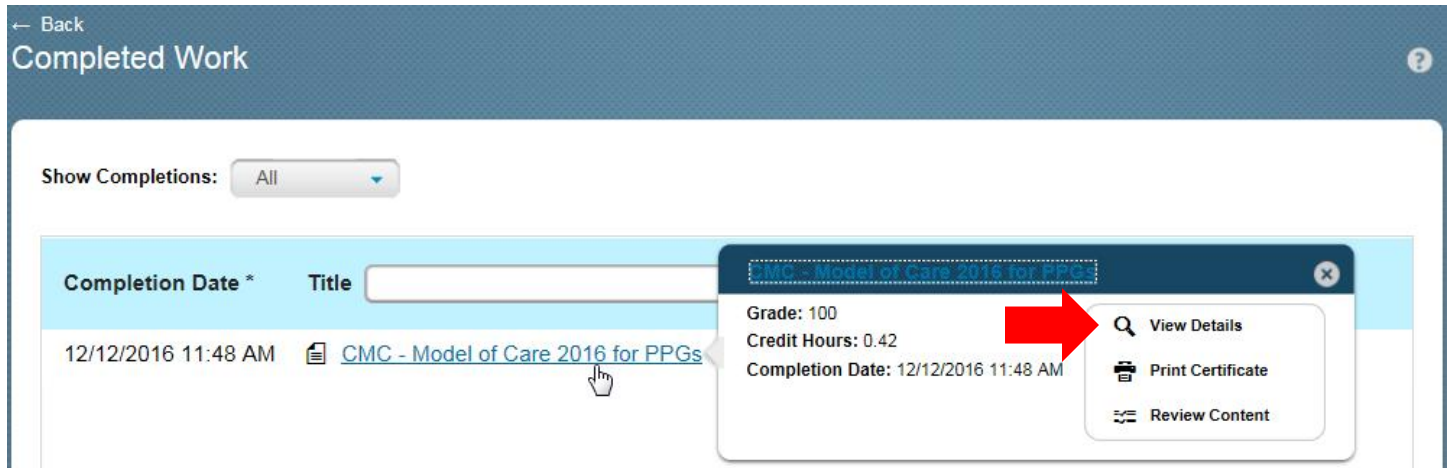 ← Back
Completed Work
?
Show Completions: All
Completion Date * Title
12/12/2016 11:48 AM CMC - Model of Care 2016 for PPGs
CMC - Model of Care 2016 for PPGs
Grade: 100
Credit Hours: 0.42
Completion Date: 12/12/2016 11:48 AM
View Details
Print Certificate
Review Content